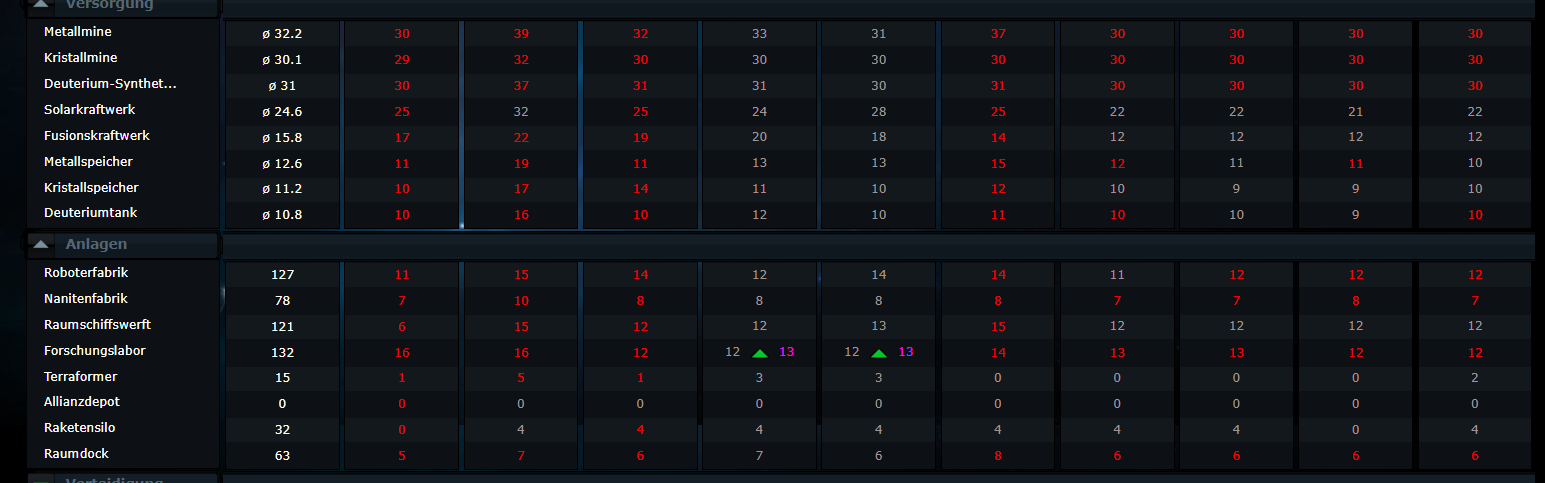 Versorgung
Metallmine ø 32.2 30 39 32 33 31 37 30 30 30 30
Kristallmine ø 30.1 29 32 30 30 30 30 30 30 30 30
Deuterium-Synthet... ø 31 30 37 31 31 30 31 30 30 30 30
Solarkraftwerk ø 24.6 25 32 25 24 28 25 22 22 21 22
Fusionskraftwerk ø 15.8 17 22 19 20 18 14 12 12 12 12
Metallspeicher ø 12.6 11 19 11 13 13 15 12 11 11 10
Kristallspeicher ø 11.2 10 17 14 11 10 12 10 9 9 10
Deuteriumtank ø 10.8 10 16 10 12 10 11 10 10 9 10
Anlagen
Roboterfabrik 127 11 15 14 12 14 14 11 12 12 12
Nanitenfabrik 78 7 10 8 8 8 8 7 7 8 7
Raumschiffswerft 121 6 15 12 12 13 15 12 12 12 12
Forschungslabor 132 16 16 12 12 13 12 13 14 13 13 12 12
Terraformer 15 1 5 1 3 3 0 0 0 0 2
Allianzdepot 0 0 0 0 0 0 0 0 0 0 0
Raketensilo 32 0 4 4 4 4 4 4 4 0 4
Raumdock 63 5 7 6 7 6 8 6 6 6 6
Verteidigung